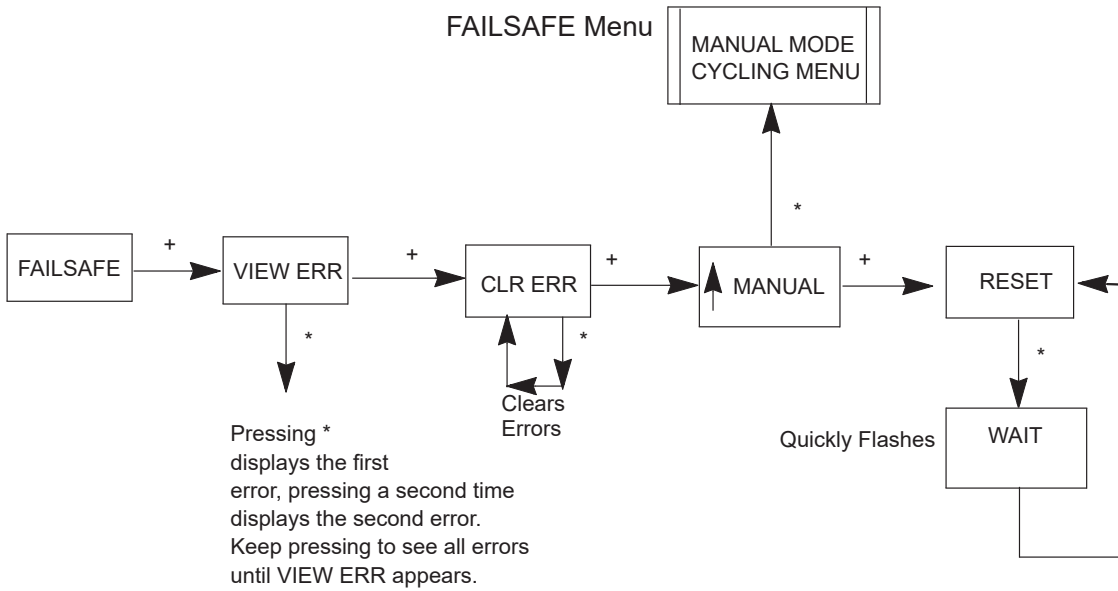 FAILSAFE Menu
MANUAL MODE
CYCLING MENU
*
FAILSAFE
+
VIEW ERR
+
CLR ERR
+
MANUAL
+
RESET
*
*
*
Clears
Errors
Pressing *
displays the first
error, pressing a second time
displays the second error.
Keep pressing to see all errors
until VIEW ERR appears.
Quickly Flashes
WAIT